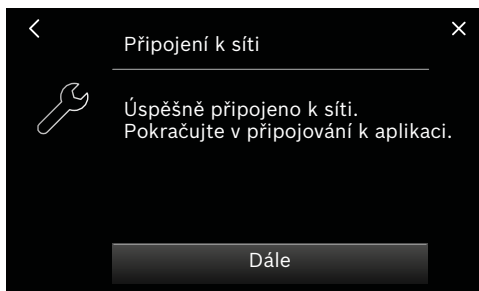 Připojení k síti
Úspěšně připojeno k síti.
Pokračujte v připojování k aplikaci.
Dále